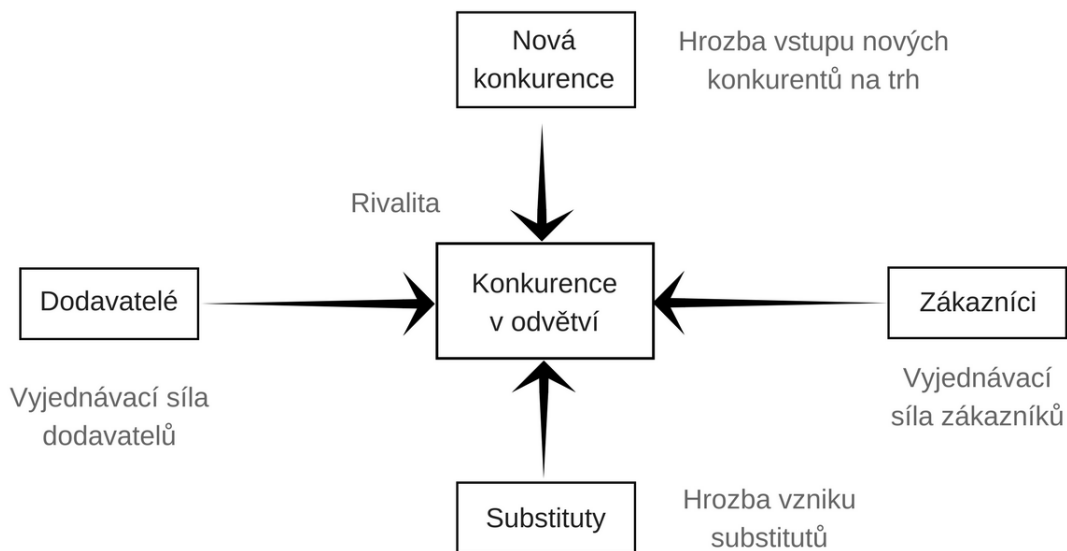 Nová
konkurence
Hrozba vstupu nových
konkurentů na trh
Rivalita
Dodavatelé
Konkurence
v odvětví
Zákazníci
Vyjednávací síla
dodavatelů
Vyjednávací
síla zákazníků
Substituty
Hrozba vzniku
substitutů